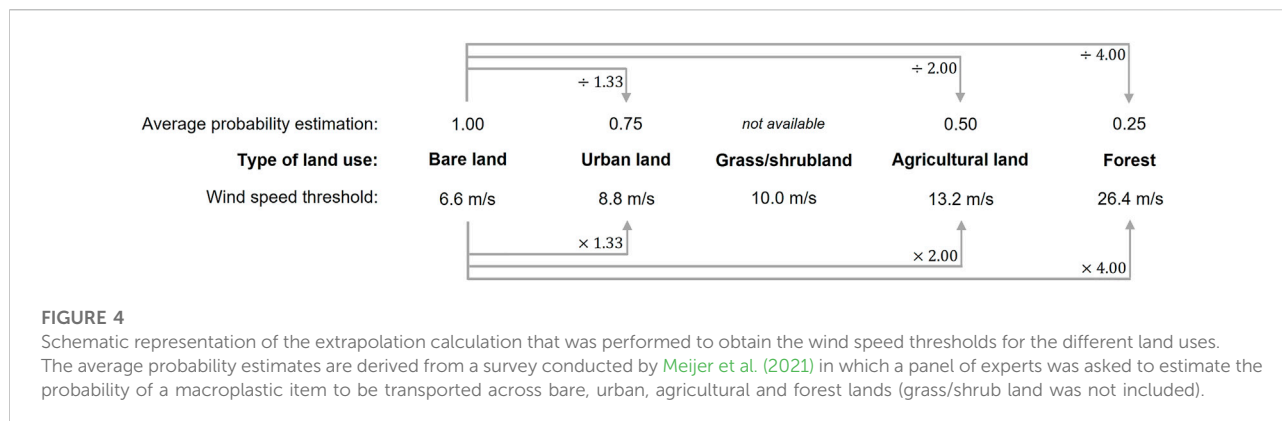 ÷ 4.00
÷ 2.00
÷ 1.33
Average probability estimation: 1.00 0.75 not available 0.50 0.25
Type of land use: Bare land Urban land Grass/shrubland Agricultural land Forest
Wind speed threshold: 6.6 m/s 8.8 m/s 10.0 m/s 13.2 m/s 26.4 m/s
× 1.33
× 2.00
× 4.00
FIGURE 4
Schematic representation of the extrapolation calculation that was performed to obtain the wind speed thresholds for the different land uses.
The average probability estimates are derived from a survey conducted by Meijer et al. (2021) in which a panel of experts was asked to estimate the
probability of a macroplastic item to be transported across bare, urban, agricultural and forest lands (grass/shrub land was not included).